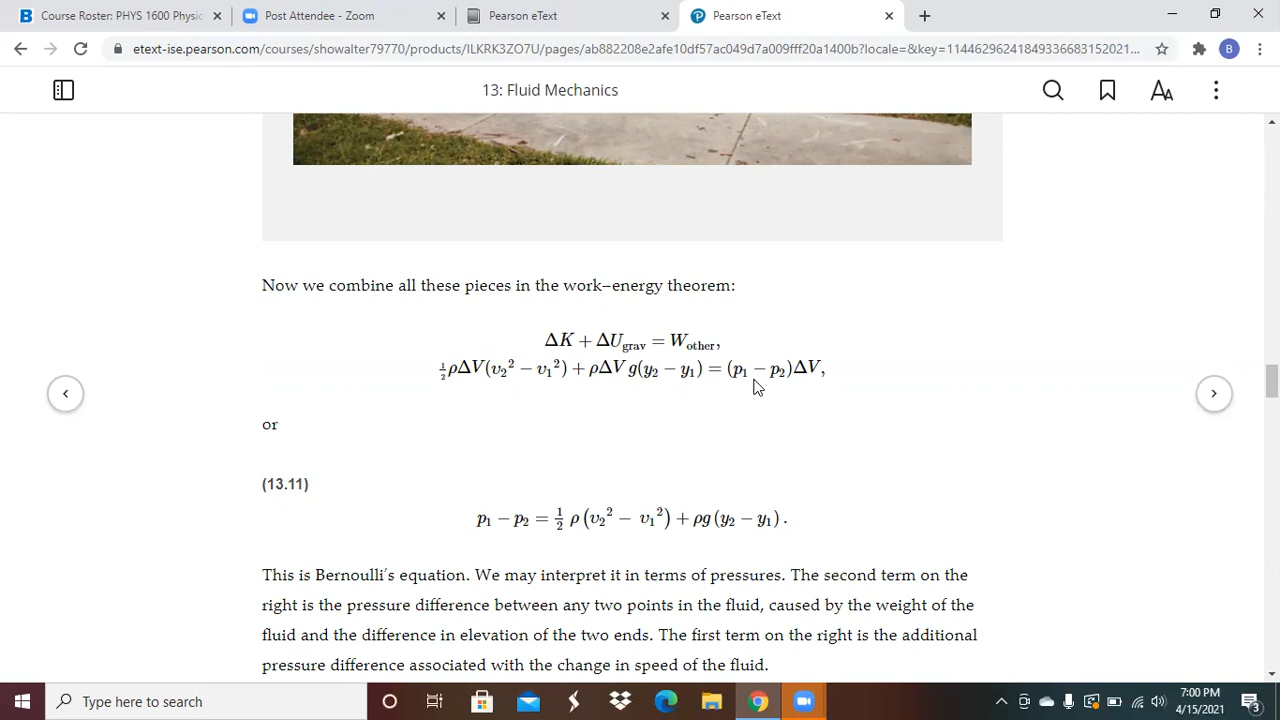 Course Roster: PHYS 1600 Physic
Post Attendee - Zoom
Pearson eText
Pearson eText
etext-ise.pearson.com/courses/showalter79770/products/ILKRK3ZO7U/pages/ab882208e2afe10df57ac049d7a009fff20a1400b?locale=&key=11446296241849336683152021...
B
13: Fluid Mechanics
Now we combine all these pieces in the work–energy theorem:
ΔK + ΔU_grav = W_other,
½ρΔV(υ₂² − υ₁²) + ρΔV g(y₂ − y₁) = (p₁ − p₂)ΔV,
or
(13.11)
p₁ − p₂ = ½ ρ (υ₂² − υ₁²) + ρg (y₂ − y₁) .
This is Bernoulli's equation. We may interpret it in terms of pressures. The second term on the
right is the pressure difference between any two points in the fluid, caused by the weight of the
fluid and the difference in elevation of the two ends. The first term on the right is the additional
pressure difference associated with the change in speed of the fluid.
Type here to search
7:00 PM
4/15/2021
3